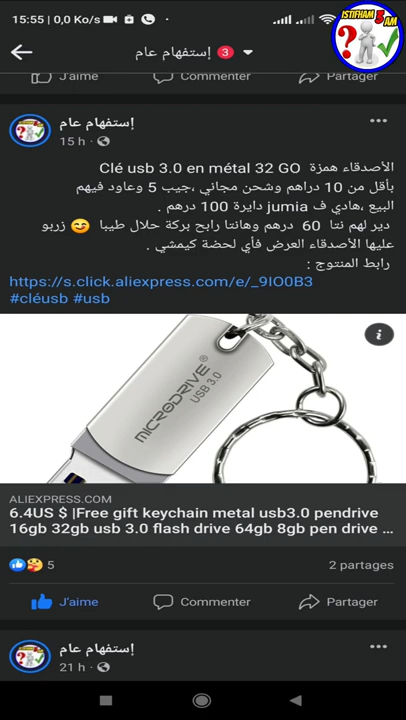 15:55 | 0,0 Ko/s
ISTIFHAM 3AM
إستفهام عام 3
J'aime Commenter Partager
إستفهام عام
15 h
الأصدقاء همزة Clé usb 3.0 en métal 32 GO
بأقل من 10 دراهم وشحن مجاني ،جيب 5 وعاود فيهم
البيع ،هادي ف jumia دايرة 100 درهم .
دير لهم نتا 60 درهم وهانتا رابح بركة حلال طيبا 😊 زربو
عليها الأصدقاء العرض فأي لحضة كيمشي .
رابط المنتوج :
https://s.click.aliexpress.com/e/_9IO0B3
#cléusb #usb
MICRODRIVE®
USB 3.0
ALIEXPRESS.COM
6.4US $ |Free gift keychain metal usb3.0 pendrive
16gb 32gb usb 3.0 flash drive 64gb 8gb pen drive ...
5 2 partages
J'aime Commenter Partager
إستفهام عام
21 h